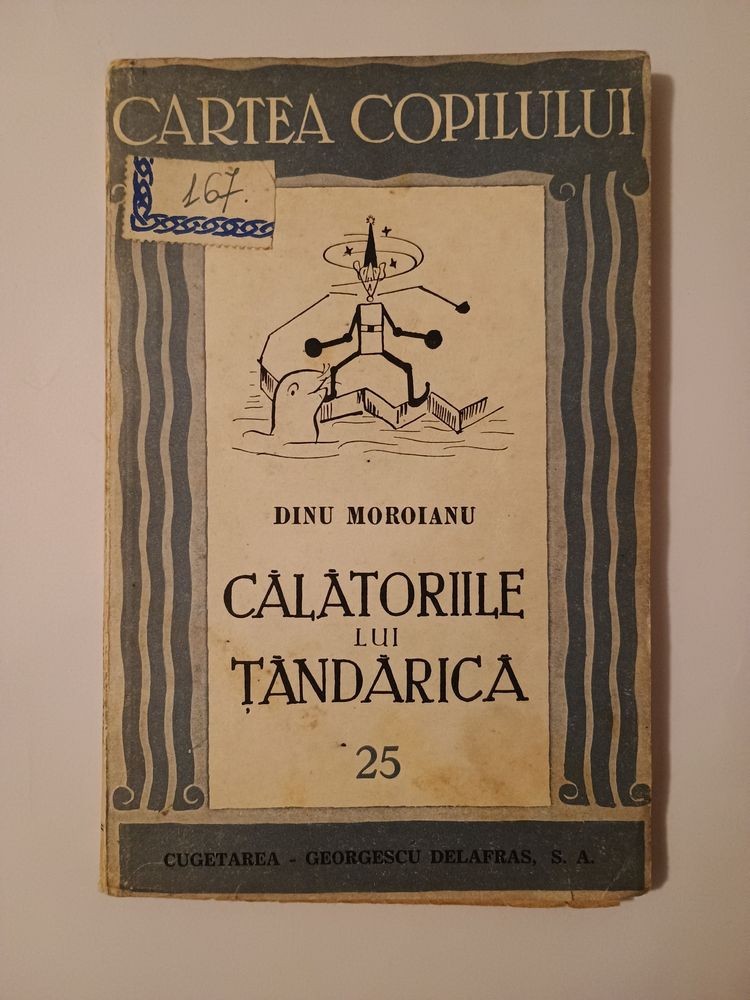 CARTEA COPILULUI
167.
DINU MOROIANU
CĂLĂTORIILE
LUI
ȚĂNDĂRICĂ
25
CUGETAREA - GEORGESCU DELAFRAS, S. A.